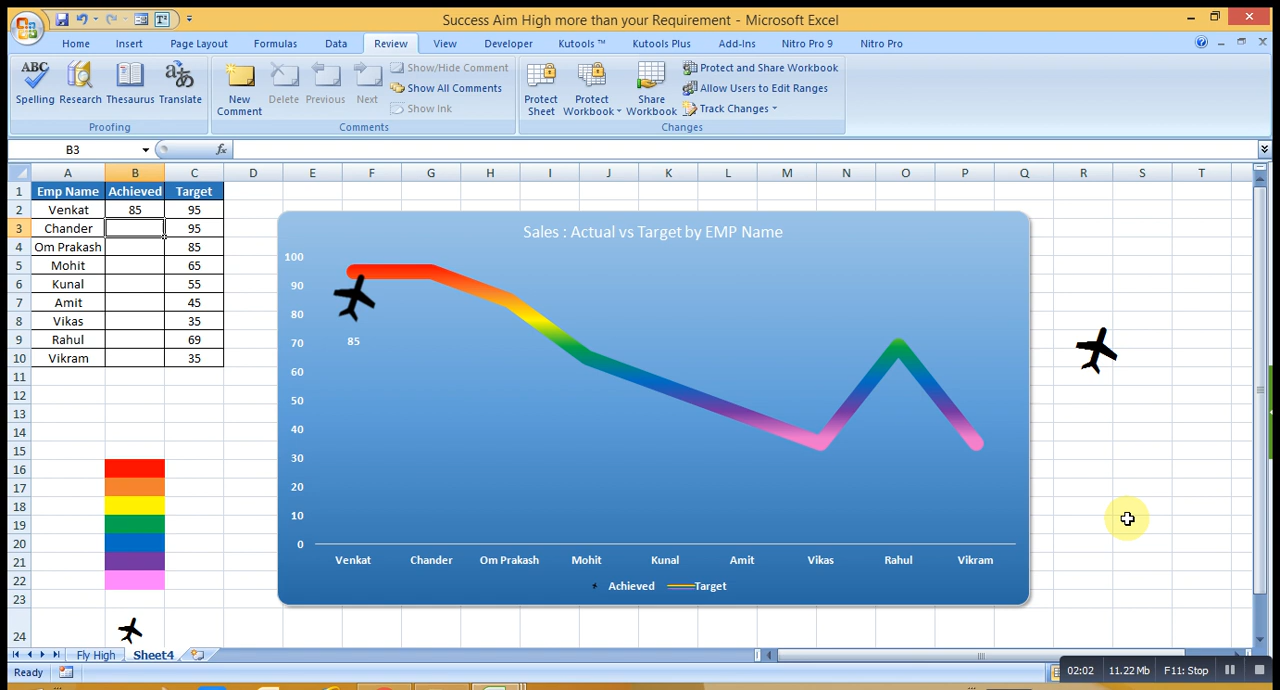 Success Aim High more than your Requirement - Microsoft Excel
Home Insert Page Layout Formulas Data Review View Developer Kutools ™ Kutools Plus Add-Ins Nitro Pro 9 Nitro Pro
ABC
Spelling Research Thesaurus Translate
Proofing
New Comment Delete Previous Next
Show/Hide Comment
Show All Comments
Show Ink
Comments
Protect Sheet Protect Workbook Share Workbook
Protect and Share Workbook
Allow Users to Edit Ranges
Track Changes
Changes
B3 fx
A B C D E F G H I J K L M N O P Q R S T
1 Emp Name Achieved Target
2 Venkat 85 95
3 Chander 95
4 Om Prakash 85
5 Mohit 65
6 Kunal 55
7 Amit 45
8 Vikas 35
9 Rahul 69
10 Vikram 35
11
12
13
14
15
16
17
18
19
20
21
22
23
24
Sales : Actual vs Target by EMP Name
100
90
80
70
60
50
40
30
20
10
0
85
Venkat Chander Om Prakash Mohit Kunal Amit Vikas Rahul Vikram
Achieved Target
Fly High Sheet4
Ready
02:02 11.22 Mb F11: Stop